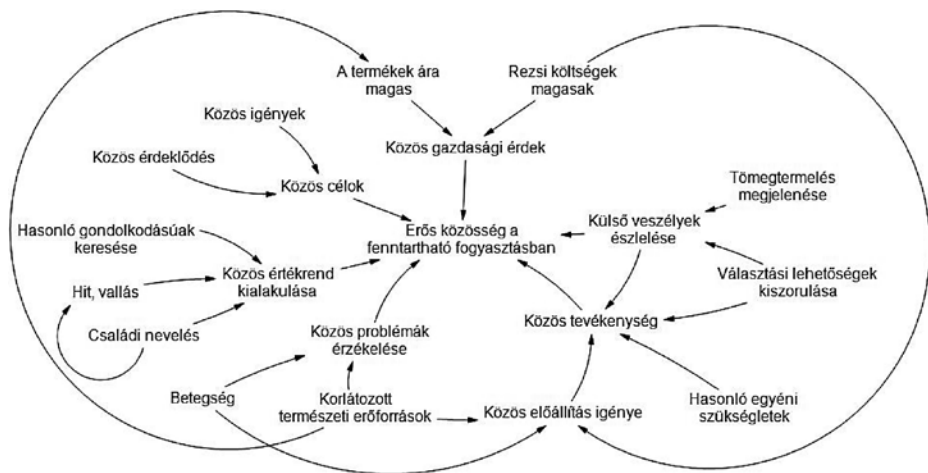 A termékek ára
magas
Rezsi költségek
magasak
Közös igények
Közös gazdasági érdek
Közös érdeklődés
Közös célok
Tömegtermelés
megjelenése
Hasonló gondolkodásúak
keresése
Erős közösség a
fenntartható fogyasztásban
Külső veszélyek
észlelése
Közös értékrend
kialakulása
Választási lehetőségek
kiszorulása
Hit, vallás
Családi nevelés
Közös problémák
érzékelése
Közös tevékenység
Betegség
Korlátozott
természeti erőforrások
Közös előállítás igénye
Hasonló egyéni
szükségletek